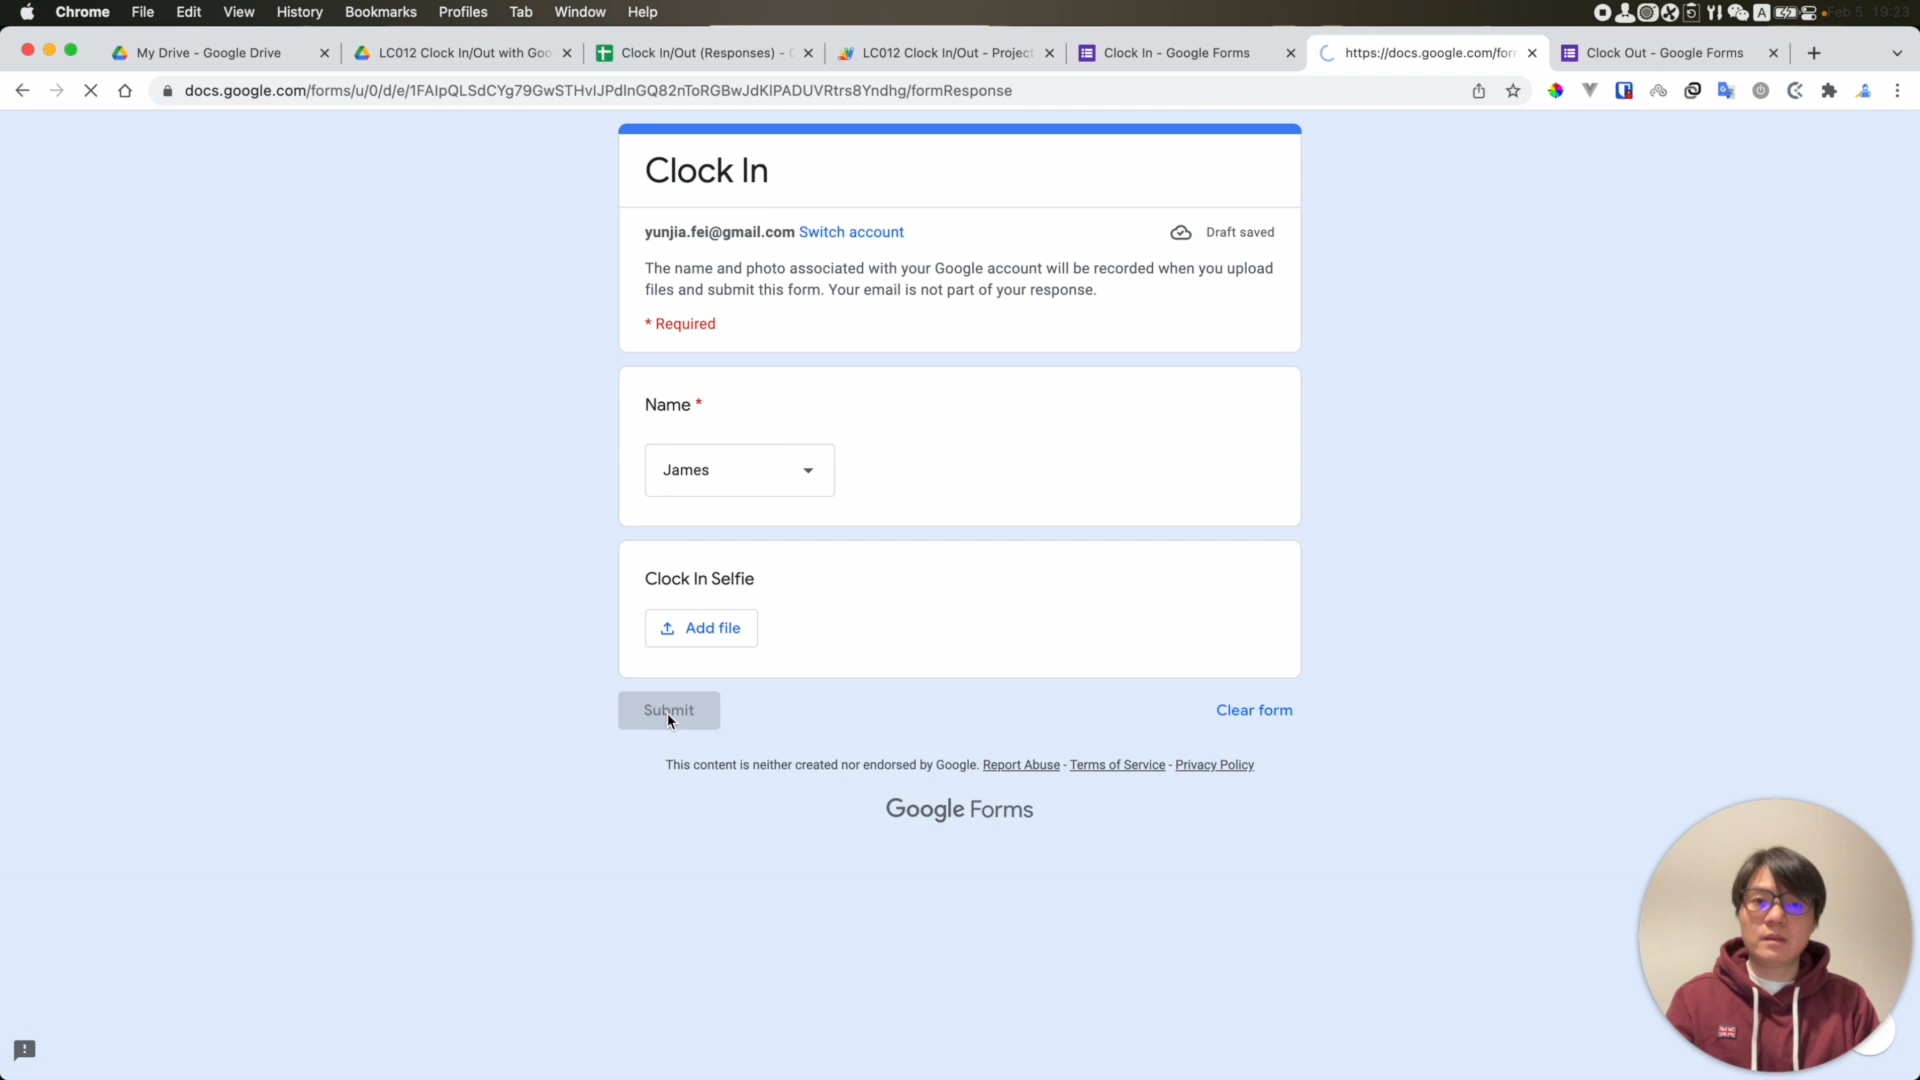 Chrome File Edit View History Bookmarks Profiles Tab Window Help
A Feb 5 19:23
My Drive - Google Drive
LC012 Clock In/Out with Goo
Clock In/Out (Responses) - G
LC012 Clock In/Out - Project
Clock In - Google Forms
https://docs.google.com/for
Clock Out - Google Forms
docs.google.com/forms/u/0/d/e/1FAIpQLSdCYg79GwSTHvlJPdlnGQ82nToRGBwJdKlPADUVRtrs8Yndhg/formResponse
Clock In
yunjia.fei@gmail.com Switch account
Draft saved
The name and photo associated with your Google account will be recorded when you upload
files and submit this form. Your email is not part of your response.
* Required
Name *
James
Clock In Selfie
Add file
Submit
Clear form
This content is neither created nor endorsed by Google. Report Abuse - Terms of Service - Privacy Policy
Google Forms